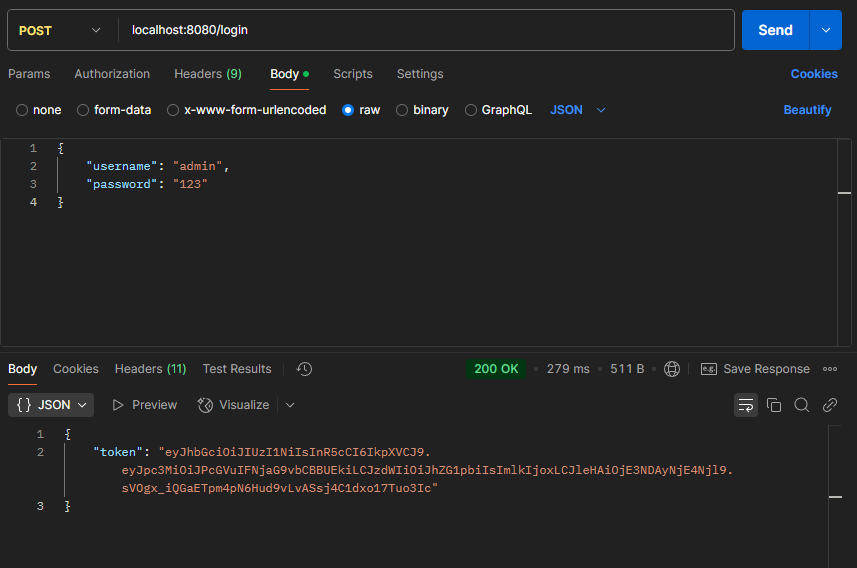 POST localhost:8080/login Send
Params Authorization Headers (9) Body Scripts Settings Cookies
none form-data x-www-form-urlencoded raw binary GraphQL JSON Beautify
1 {
2 "username": "admin",
3 "password": "123"
4 }
Body Cookies Headers (11) Test Results 200 OK 279 ms 511 B e.g. Save Response
{} JSON Preview Visualize
1 {
2 "token": "eyJhbGciOiJIUzI1NiIsInR5cCI6IkpXVCJ9.
eyJpc3MiOiJPcGVuIFNjaG9vbCBBUEkiLCJzdWIiOiJhZG1pbiIsImlkIjoxLCJleHAiOjE3NDAyNjE4Njl9.
sVOgx_iQGaETpm4pN6Hud9vLvASsj4C1dxo17Tuo3Ic"
3 }